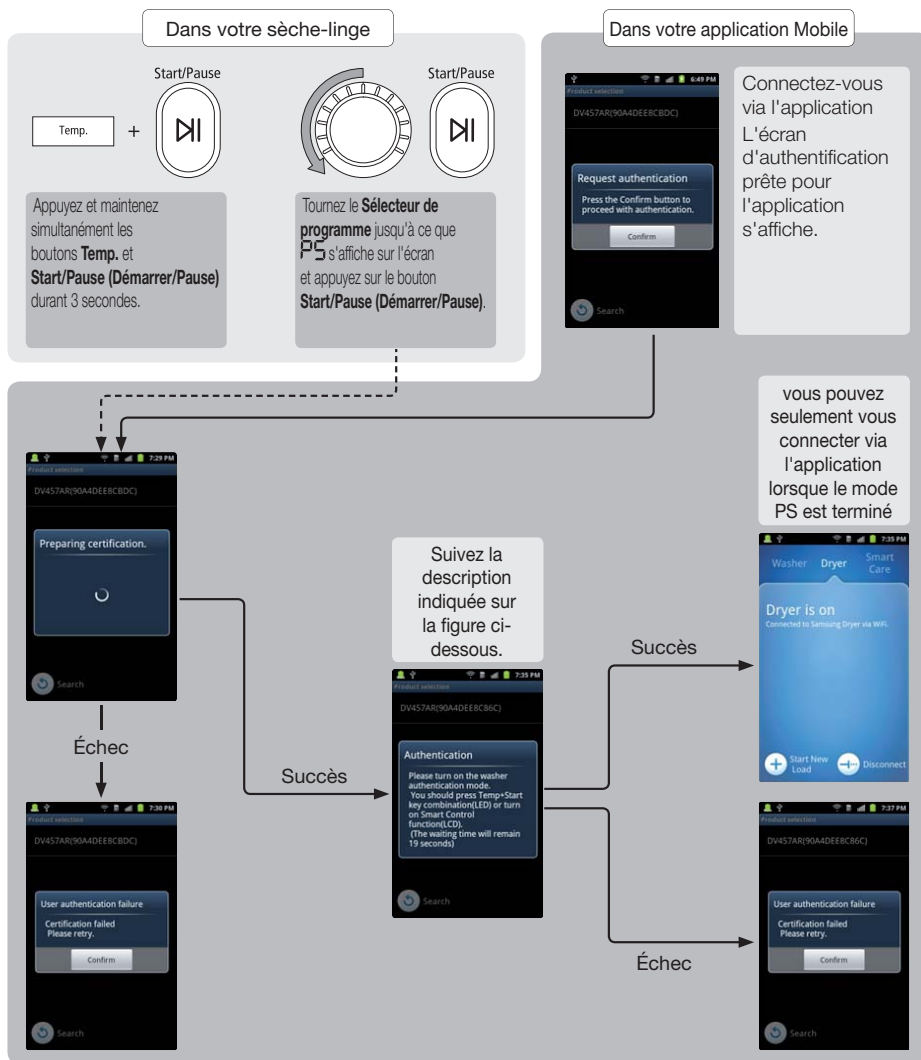 Dans votre sèche-linge
Start/Pause
Temp.
+
Start/Pause
Appuyez et maintenez
simultanément les
boutons Temp. et
Start/Pause (Démarrer/Pause)
durant 3 secondes.
Tournez le Sélecteur de
programme jusqu'à ce que
PS s'affiche sur l'écran
et appuyez sur le bouton
Start/Pause (Démarrer/Pause).
Dans votre application Mobile
6:49 PM
Product selection
DV457AR(90A4DEE8CBDC)
Request authentication
Press the Confirm button to
proceed with authentication.
Confirm
Search
Connectez-vous
via l'application
L'écran
d'authentification
prête pour
l'application
s'affiche.
7:29 PM
Product selection
DV457AR(90A4DEE8CBDC)
Preparing certification.
Search
Échec
7:30 PM
Product selection
DV457AR(90A4DEE8CBDC)
User authentication failure
Certification failed
Please retry.
Confirm
Search
Succès
Suivez la
description
indiquée sur
la figure ci-
dessous.
7:35 PM
Product selection
DV457AR(90A4DEE8C86C)
Authentication
Please turn on the washer
authentication mode.
You should press Temp+Start
key combination(LED) or turn
on Smart Control
function(LCD).
(The waiting time will remain
19 seconds)
Search
Succès
vous pouvez
seulement vous
connecter via
l'application
lorsque le mode
PS est terminé
7:35 PM
Washer Dryer Smart
Care
Dryer is on
Connected to Samsung Dryer via WiFi.
Start New
Load
Disconnect
Échec
7:37 PM
Product selection
DV457AR(90A4DEE8C86C)
User authentication failure
Certification failed
Please retry.
Confirm
Search